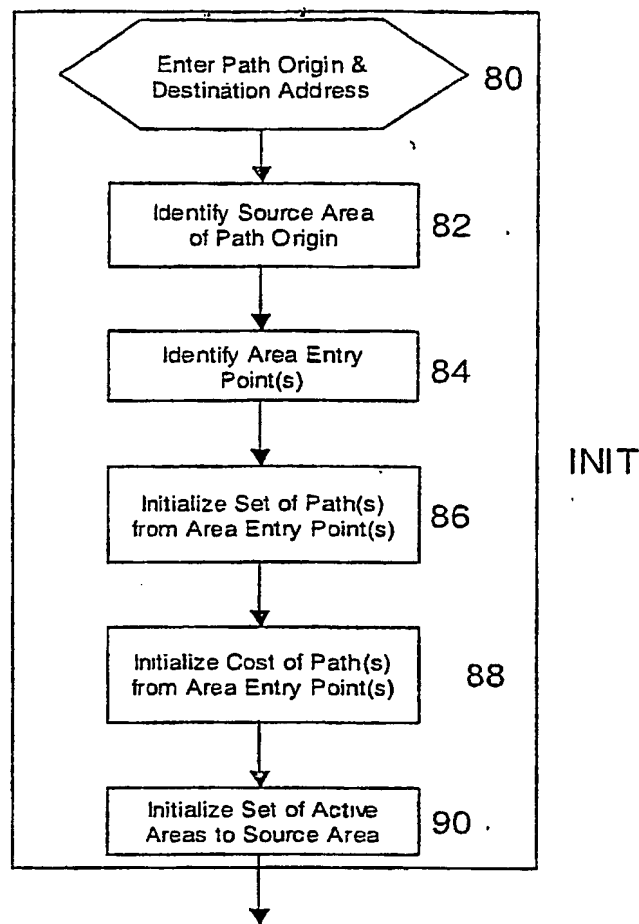 Enter Path Origin &
Destination Address
80
Identify Source Area
of Path Origin
82
Identify Area Entry
Point(s)
84
INIT
Initialize Set of Path(s)
from Area Entry Point(s)
86
Initialize Cost of Path(s)
from Area Entry Point(s)
88
Initialize Set of Active
Areas to Source Area
90